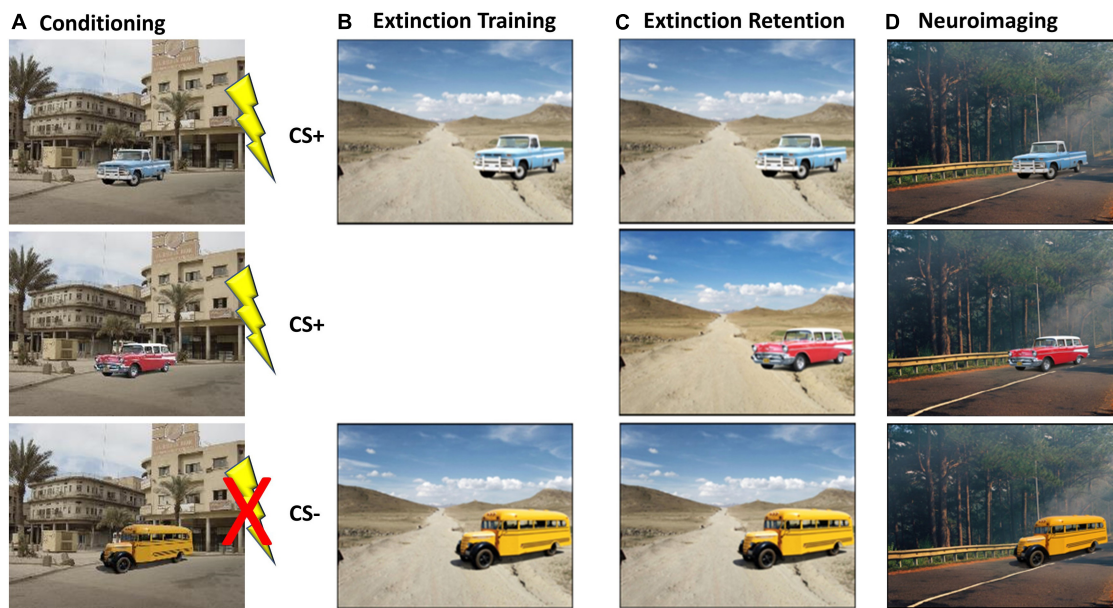 A Conditioning
B Extinction Training
C Extinction Retention
D Neuroimaging
CS+
CS+
CS-